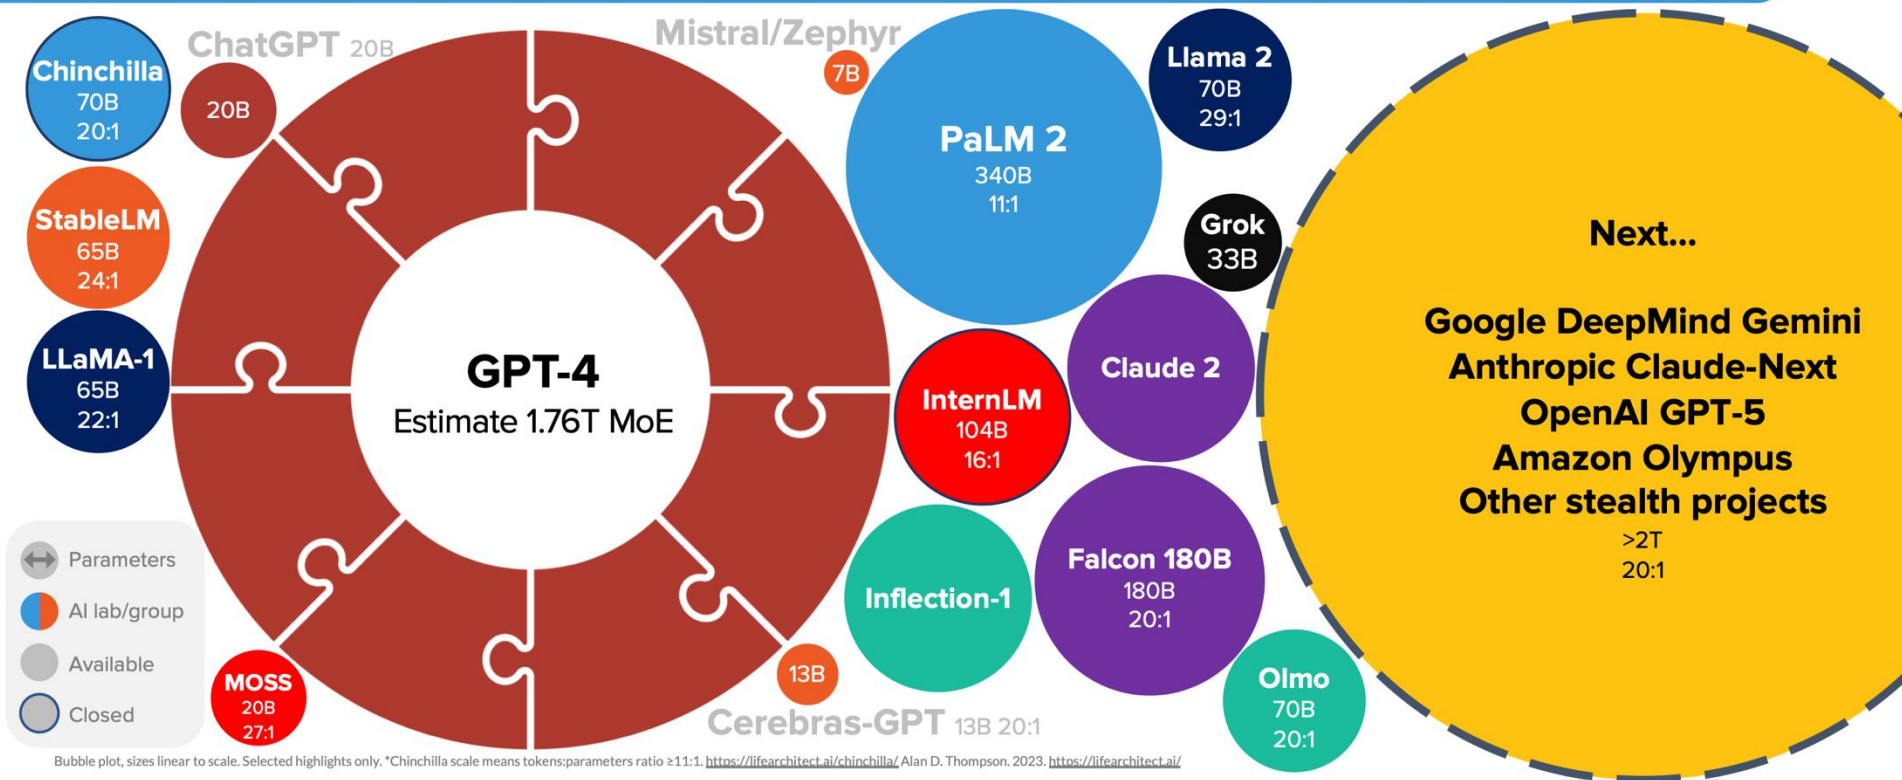 Chinchilla
70B
20:1
ChatGPT 20B
20B
StableLM
65B
24:1
LLaMA-1
65B
22:1
GPT-4
Estimate 1.76T MoE
Mistral/Zephyr
7B
PaLM 2
340B
11:1
Llama 2
70B
29:1
Grok
33B
Claude 2
InternLM
104B
16:1
Inflection-1
Falcon 180B
180B
20:1
Olmo
70B
20:1
Next...
Google DeepMind Gemini
Anthropic Claude-Next
OpenAI GPT-5
Amazon Olympus
Other stealth projects
>2T
20:1
Parameters
AI lab/group
Available
Closed
MOSS
20B
27:1
13B
Cerebras-GPT 13B 20:1
Bubble plot, sizes linear to scale. Selected highlights only. *Chinchilla scale means tokens:parameters ratio ≥11:1. https://lifearchitect.ai/chinchilla/ Alan D. Thompson. 2023. https://lifearchitect.ai/